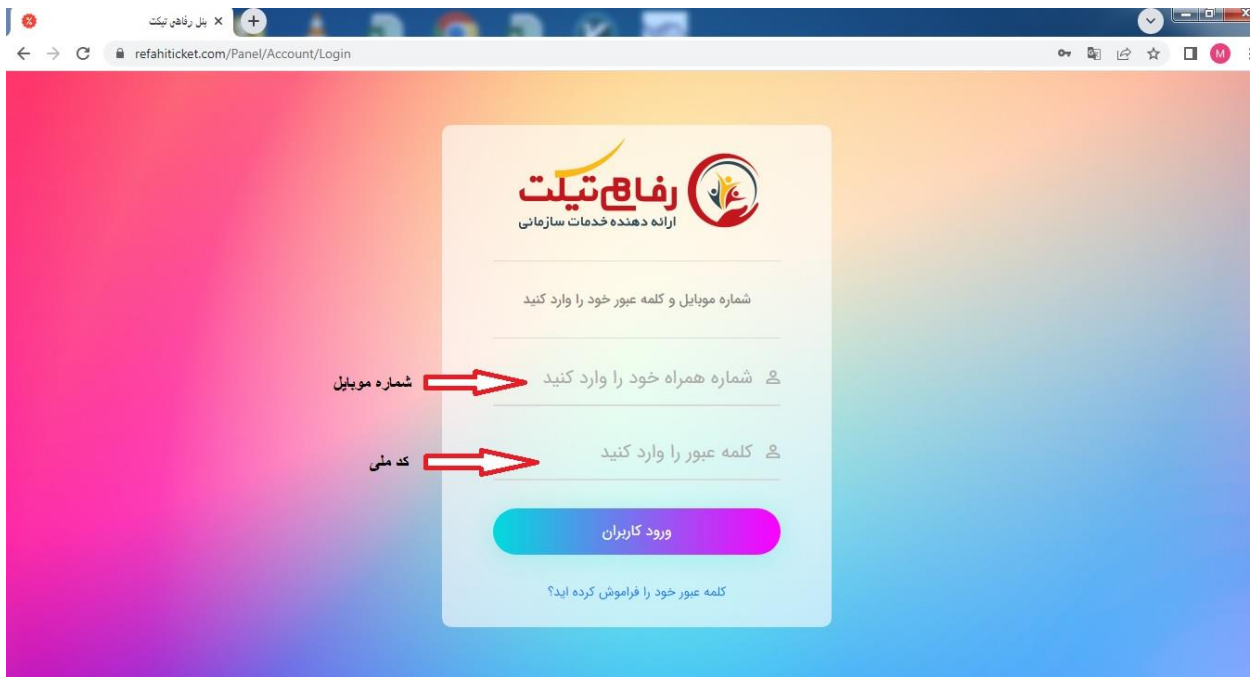 پنل رفاهی تیکت
refahiticket.com/Panel/Account/Login
M
رفاهی تیکت
ارائه دهنده خدمات سازمانی
شماره موبایل و کلمه عبور خود را وارد کنید
شماره همراه خود را وارد کنید
شماره موبایل
کلمه عبور را وارد کنید
کد ملی
ورود کاربران
کلمه عبور خود را فراموش کرده اید؟